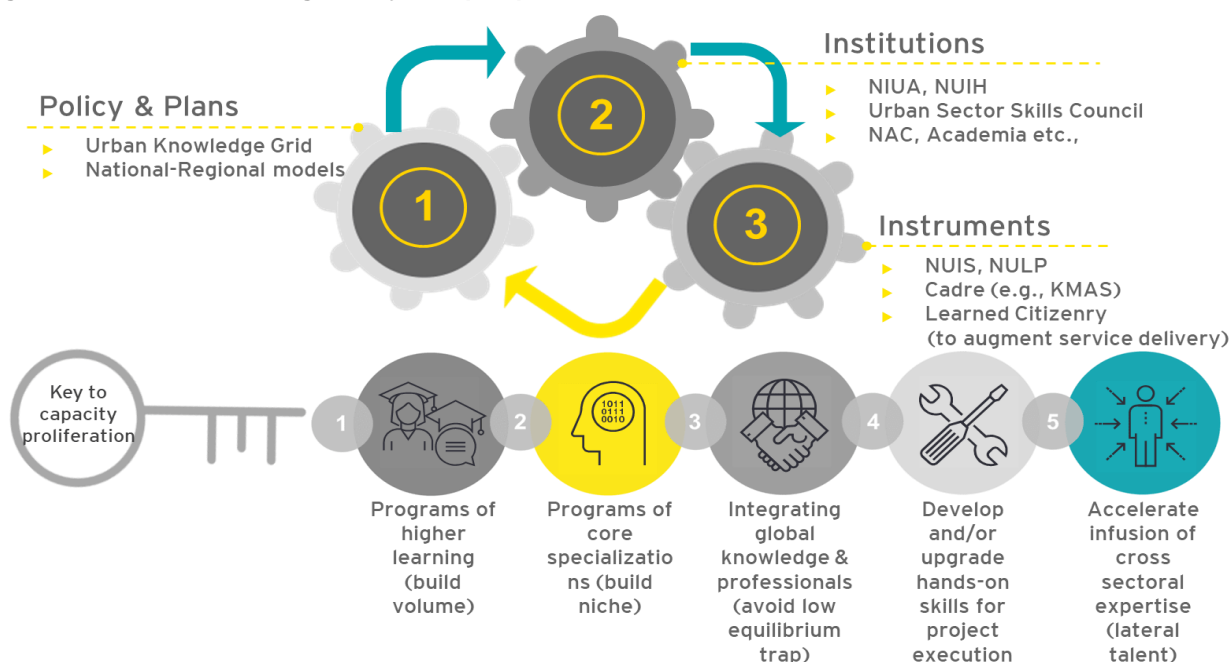 Policy & Plans
Urban Knowledge Grid
National-Regional models
1
2
Institutions
NIUA, NUIH
Urban Sector Skills Council
NAC, Academia etc.,
3
Instruments
NUIS, NULP
Cadre (e.g., KMAS)
Learned Citizenry
(to augment service delivery)
Key to
capacity
proliferation
1
Programs of
higher
learning
(build
volume)
2
1011
0111
0010
Programs of
core
specializatio
ns (build
niche)
3
Integrating
global
knowledge &
professionals
(avoid low
equilibrium
trap)
4
Develop
and/or
upgrade
hands-on
skills for
project
execution
5
Accelerate
infusion of
cross
sectoral
expertise
(lateral
talent)